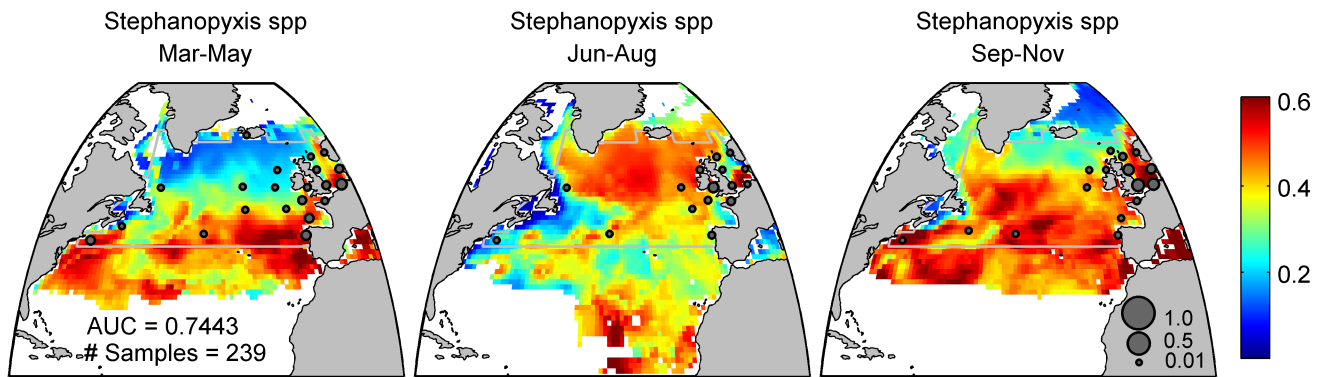 Stephanopyxis spp
Mar-May
Stephanopyxis spp
Jun-Aug
Stephanopyxis spp
Sep-Nov
AUC = 0.7443
# Samples = 239
1.0
0.5
0.01
0.6
0.4
0.2